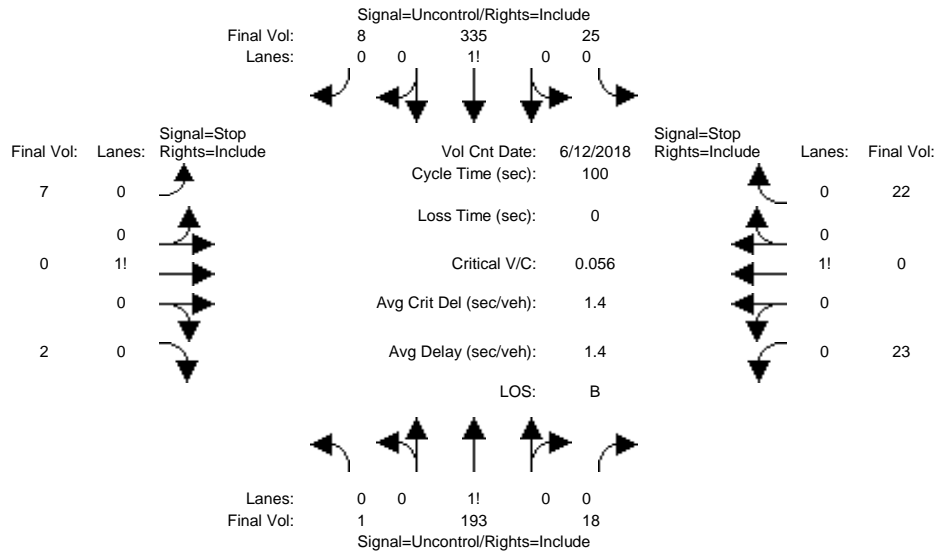 Signal=Uncontrol/Rights=Include
Final Vol: 8 335 25
Lanes: 0 0 1! 0 0
Signal=Stop Signal=Stop
Final Vol: Lanes: Rights=Include Vol Cnt Date: 6/12/2018 Rights=Include Lanes: Final Vol:
Cycle Time (sec): 100
7 0 0 22
Loss Time (sec): 0
0 0
0 1! Critical V/C: 0.056 1! 0
0 Avg Crit Del (sec/veh): 1.4 0
2 0 Avg Delay (sec/veh): 1.4 0 23
LOS: B
Lanes: 0 0 1! 0 0
Final Vol: 1 193 18
Signal=Uncontrol/Rights=Include